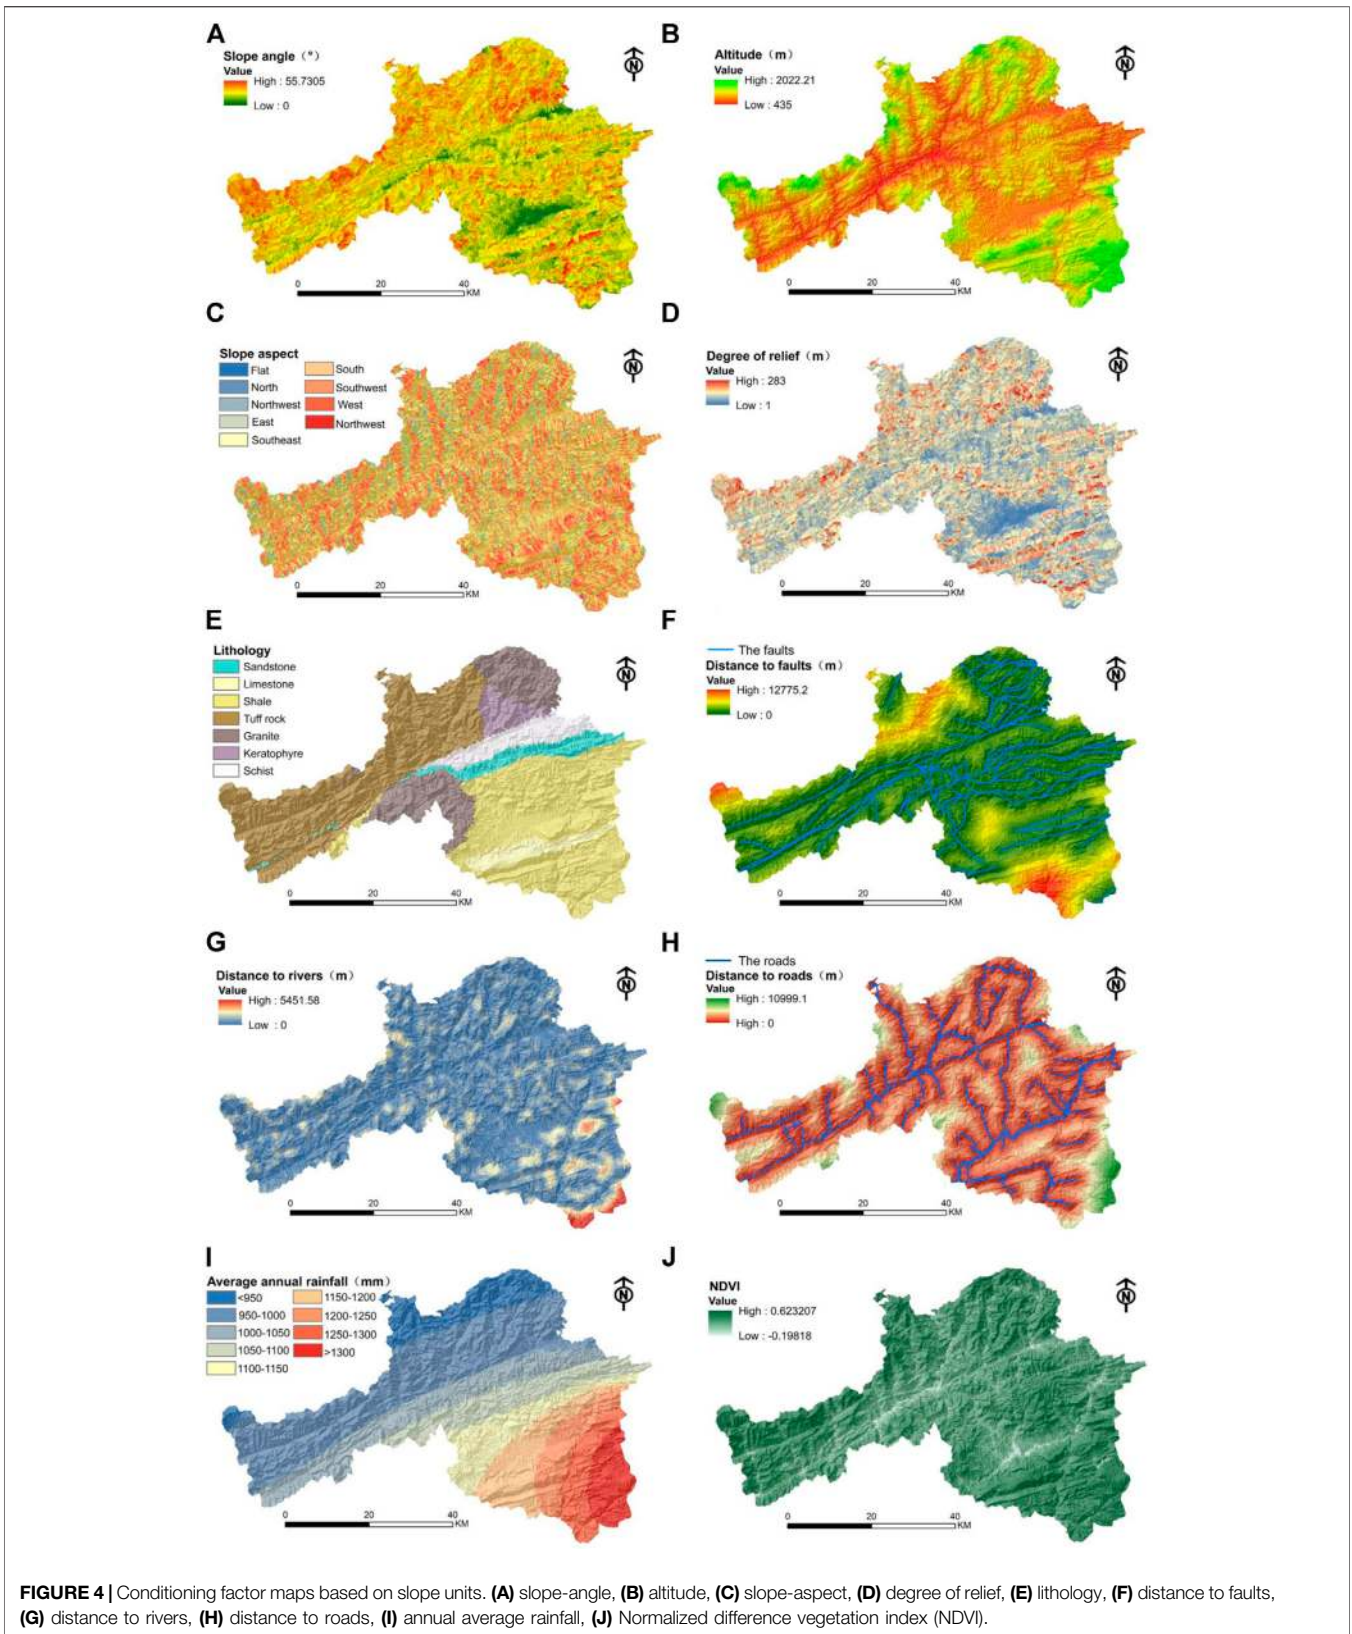 A
Slope angle (°)
Value
High : 55.7305
Low : 0
N
0 20 40
KM
B
Altitude (m)
Value
High : 2022.21
Low : 435
N
0 20 40
KM
C
Slope aspect
Flat
North
Northwest
East
Southeast
South
Southwest
West
Northwest
N
0 20 40
KM
D
Degree of relief (m)
Value
High : 283
Low : 1
N
0 20 40
KM
E
Lithology
Sandstone
Limestone
Shale
Tuff rock
Granite
Keratophyre
Schist
N
0 20 40
KM
F
The faults
Distance to faults (m)
Value
High : 12775.2
Low : 0
N
0 20 40
KM
G
Distance to rivers (m)
Value
High : 5451.58
Low : 0
N
0 20 40
KM
H
The roads
Distance to roads (m)
Value
High : 10999.1
High : 0
N
0 20 40
KM
I
Average annual rainfall (mm)
<950
950-1000
1000-1050
1050-1100
1100-1150
1150-1200
1200-1250
1250-1300
>1300
N
0 20 40
KM
J
NDVI
Value
High : 0.623207
Low : -0.19818
N
0 20 40
KM
FIGURE 4 | Conditioning factor maps based on slope units. (A) slope-angle, (B) altitude, (C) slope-aspect, (D) degree of relief, (E) lithology, (F) distance to faults,
(G) distance to rivers, (H) distance to roads, (I) annual average rainfall, (J) Normalized difference vegetation index (NDVI).